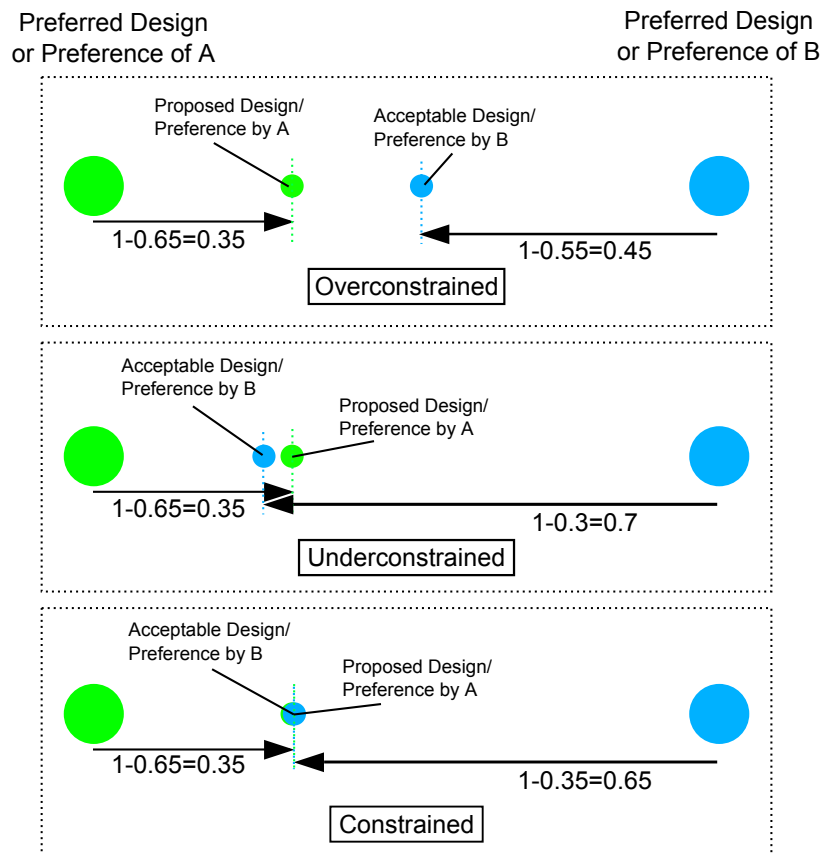 Preferred Design
or Preference of A
Preferred Design
or Preference of B
Proposed Design/
Preference by A
Acceptable Design/
Preference by B
1-0.65=0.35
1-0.55=0.45
Overconstrained
Acceptable Design/
Preference by B
Proposed Design/
Preference by A
1-0.65=0.35
1-0.3=0.7
Underconstrained
Acceptable Design/
Preference by B
Proposed Design/
Preference by A
1-0.65=0.35
1-0.35=0.65
Constrained